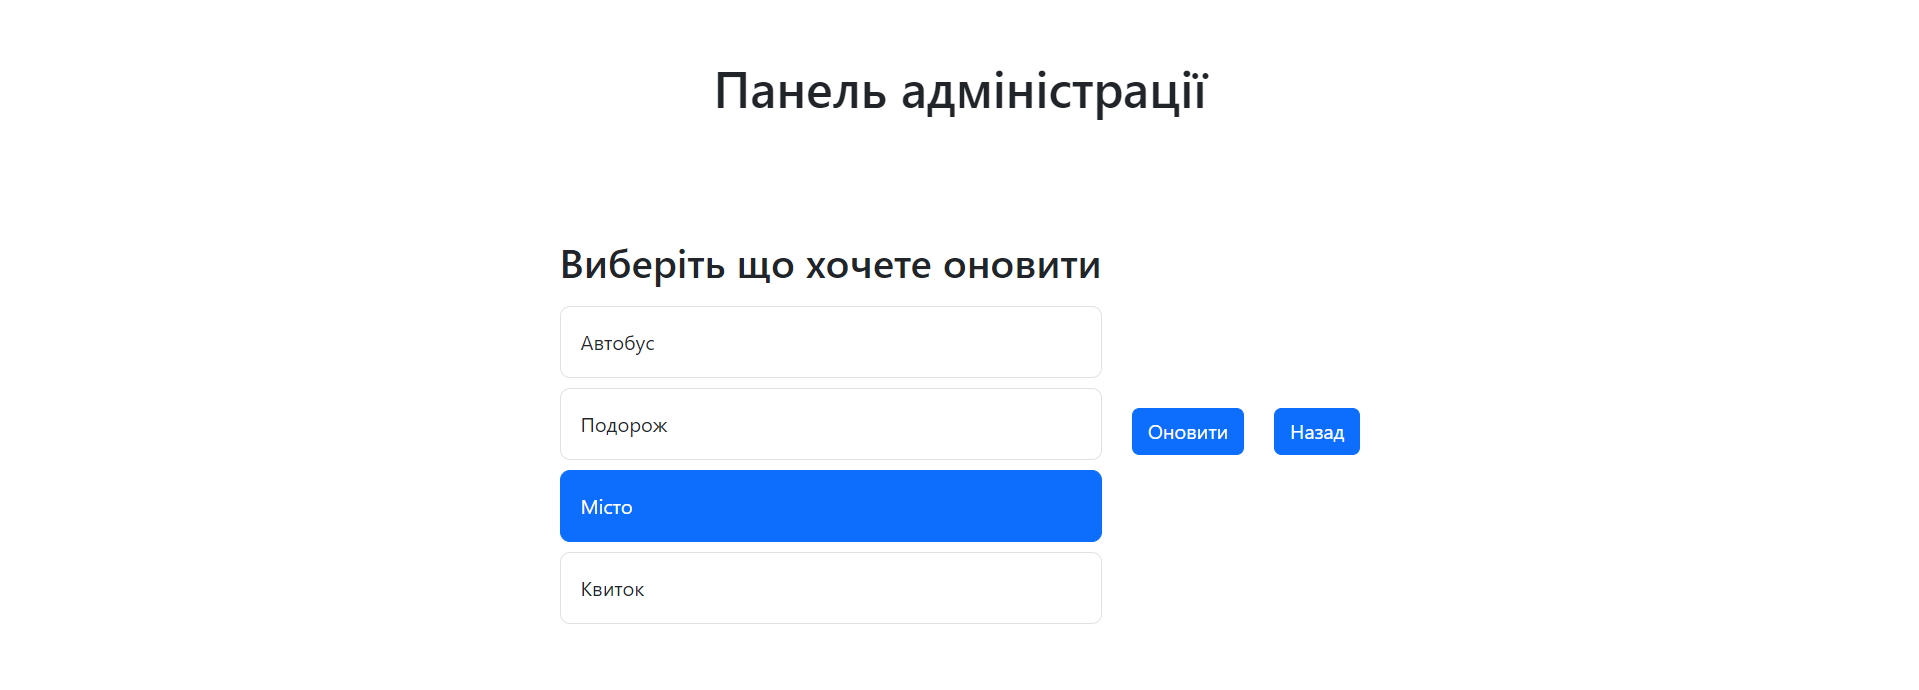 Панель адміністрації
Виберіть що хочете оновити
Автобус
Подорож
Оновити
Назад
Місто
Квиток